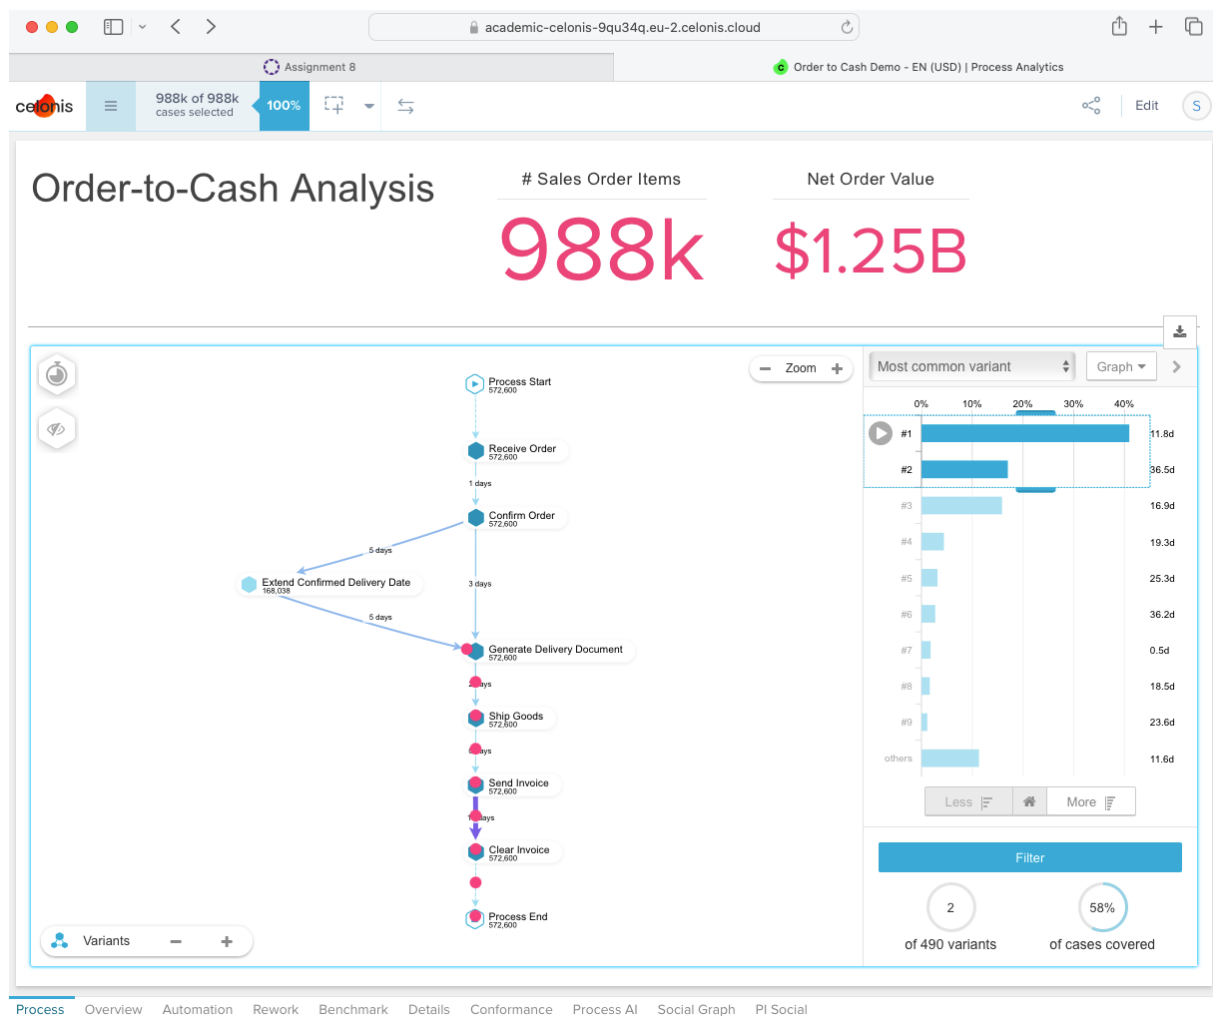 academic-celonis-9qu34q.eu-2.celonis.cloud
Assignment 8
Order to Cash Demo - EN (USD) | Process Analytics
celonis
988k of 988k
cases selected
100%
Edit
S
Order-to-Cash Analysis
# Sales Order Items
988k
Net Order Value
$1.25B
Zoom
Most common variant
Graph
Process Start
572,600
Receive Order
572,600
1 days
Confirm Order
572,600
5 days
Extend Confirmed Delivery Date
168,038
3 days
5 days
Generate Delivery Document
572,600
Ship Goods
572,600
Send Invoice
572,600
Clear Invoice
572,600
Process End
572,600
Variants
0% 10% 20% 30% 40%
#1 11.8d
#2 36.5d
#3 16.9d
#4 19.3d
#5 25.3d
#6 36.2d
#7 0.5d
#8 18.5d
#9 23.6d
others 11.6d
Less
More
Filter
2
of 490 variants
58%
of cases covered
Process Overview Automation Rework Benchmark Details Conformance Process AI Social Graph PI Social